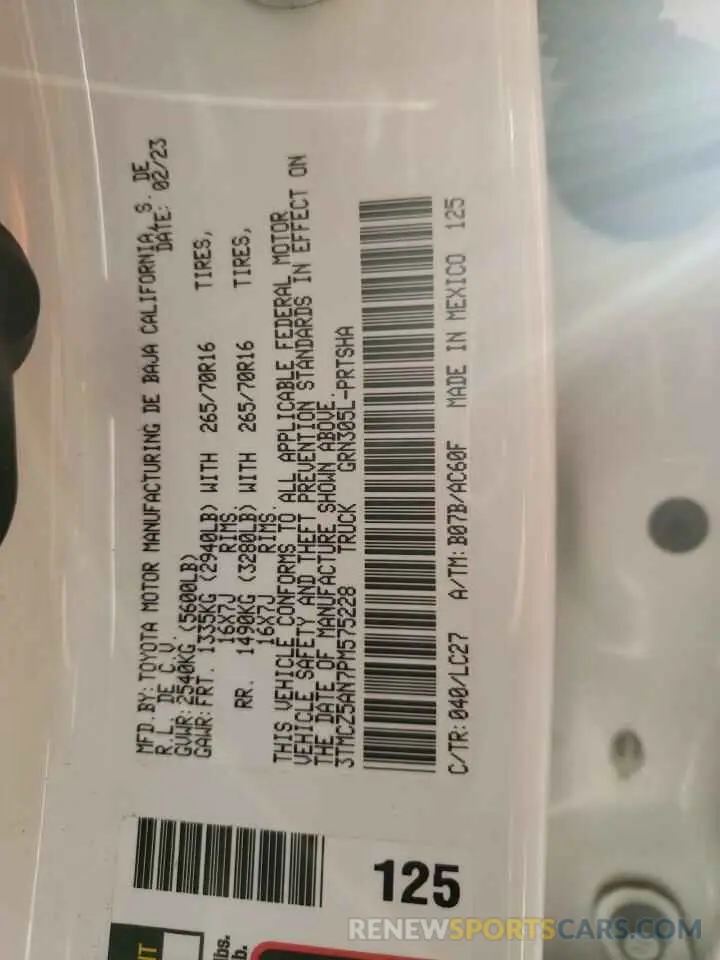 MFD.BY:TOYOTA MOTOR MANUFACTURING DE BAJA CALIFORNIA, S. DE
R.L. DE C.V. DATE: 02/23
GVWR:2540KG (5600LB)
GAWR:FRT. 1335KG (2940LB) WITH 265/70R16 TIRES,
16X7J RIMS.
RR. 1490KG (3280LB) WITH 265/70R16 TIRES,
16X7J RIMS.
THIS VEHICLE CONFORMS TO ALL APPLICABLE FEDERAL MOTOR
VEHICLE SAFETY AND THEFT PREVENTION STANDARDS IN EFFECT ON
THE DATE OF MANUFACTURE SHOWN ABOVE.
3TMCZ5AN7PM575228 TRUCK GRN305L-PRTSHA
C/TR:040/LC27 A/TM:B07B/AC60F MADE IN MEXICO 125
125
lbs.
RENEWSPORTSCARS.COM